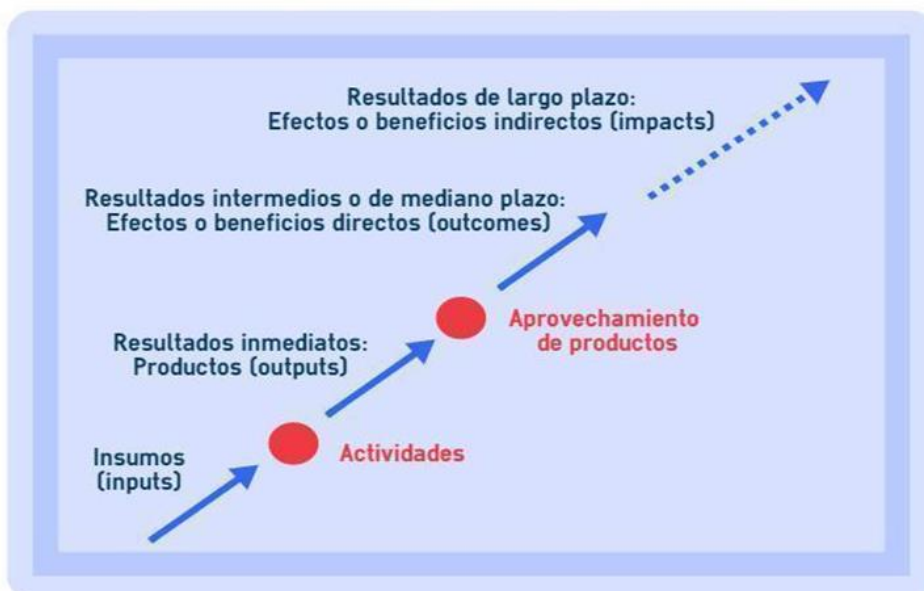 Resultados de largo plazo:
Efectos o beneficios indirectos (impacts)
Resultados intermedios o de mediano plazo:
Efectos o beneficios directos (outcomes)
Aprovechamiento
de productos
Resultados inmediatos:
Productos (outputs)
Actividades
Insumos
(inputs)